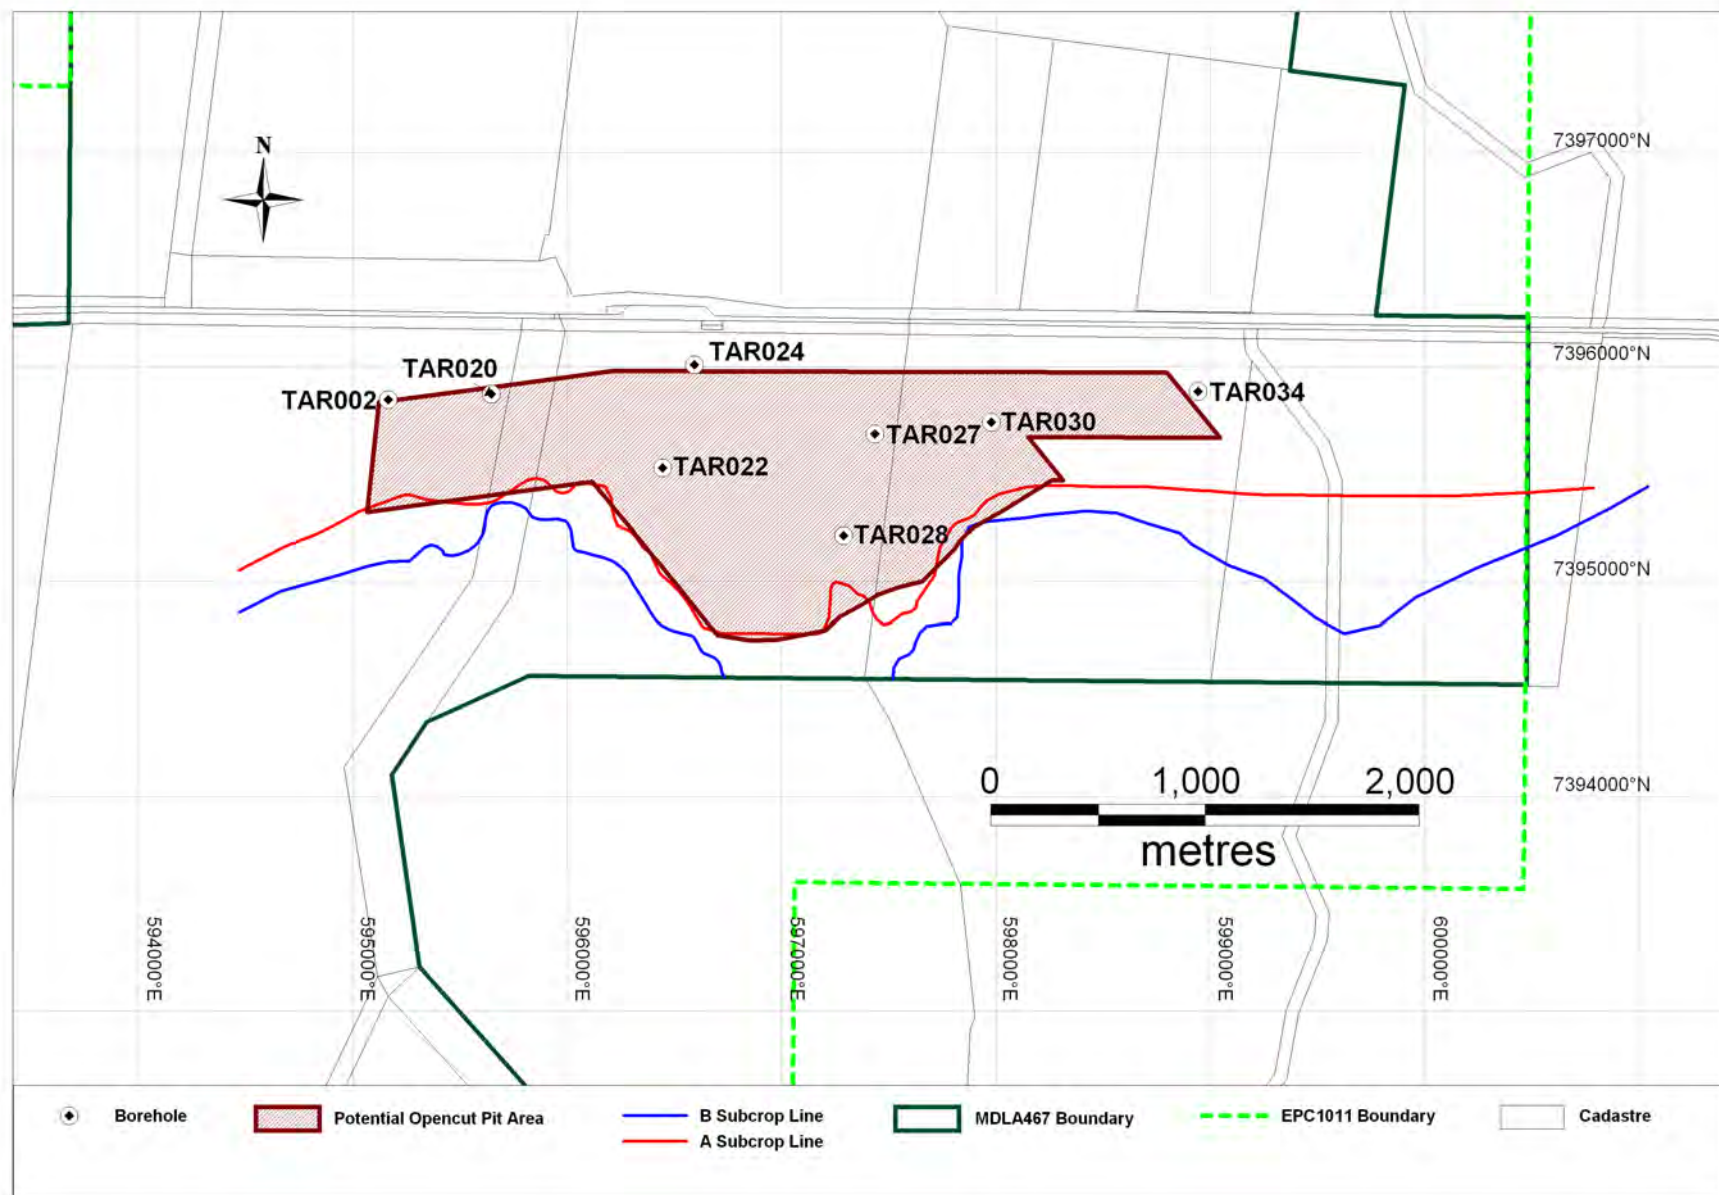 N
7397000°N
7396000°N
TAR024
TAR020
TAR002
TAR034
TAR030
TAR027
TAR022
TAR028
7395000°N
0 1,000 2,000
7394000°N
metres
594000°E
595000°E
596000°E
597000°E
598000°E
599000°E
600000°E
Borehole
Potential Opencut Pit Area
B Subcrop Line
A Subcrop Line
MDLA467 Boundary
EPC1011 Boundary
Cadastre